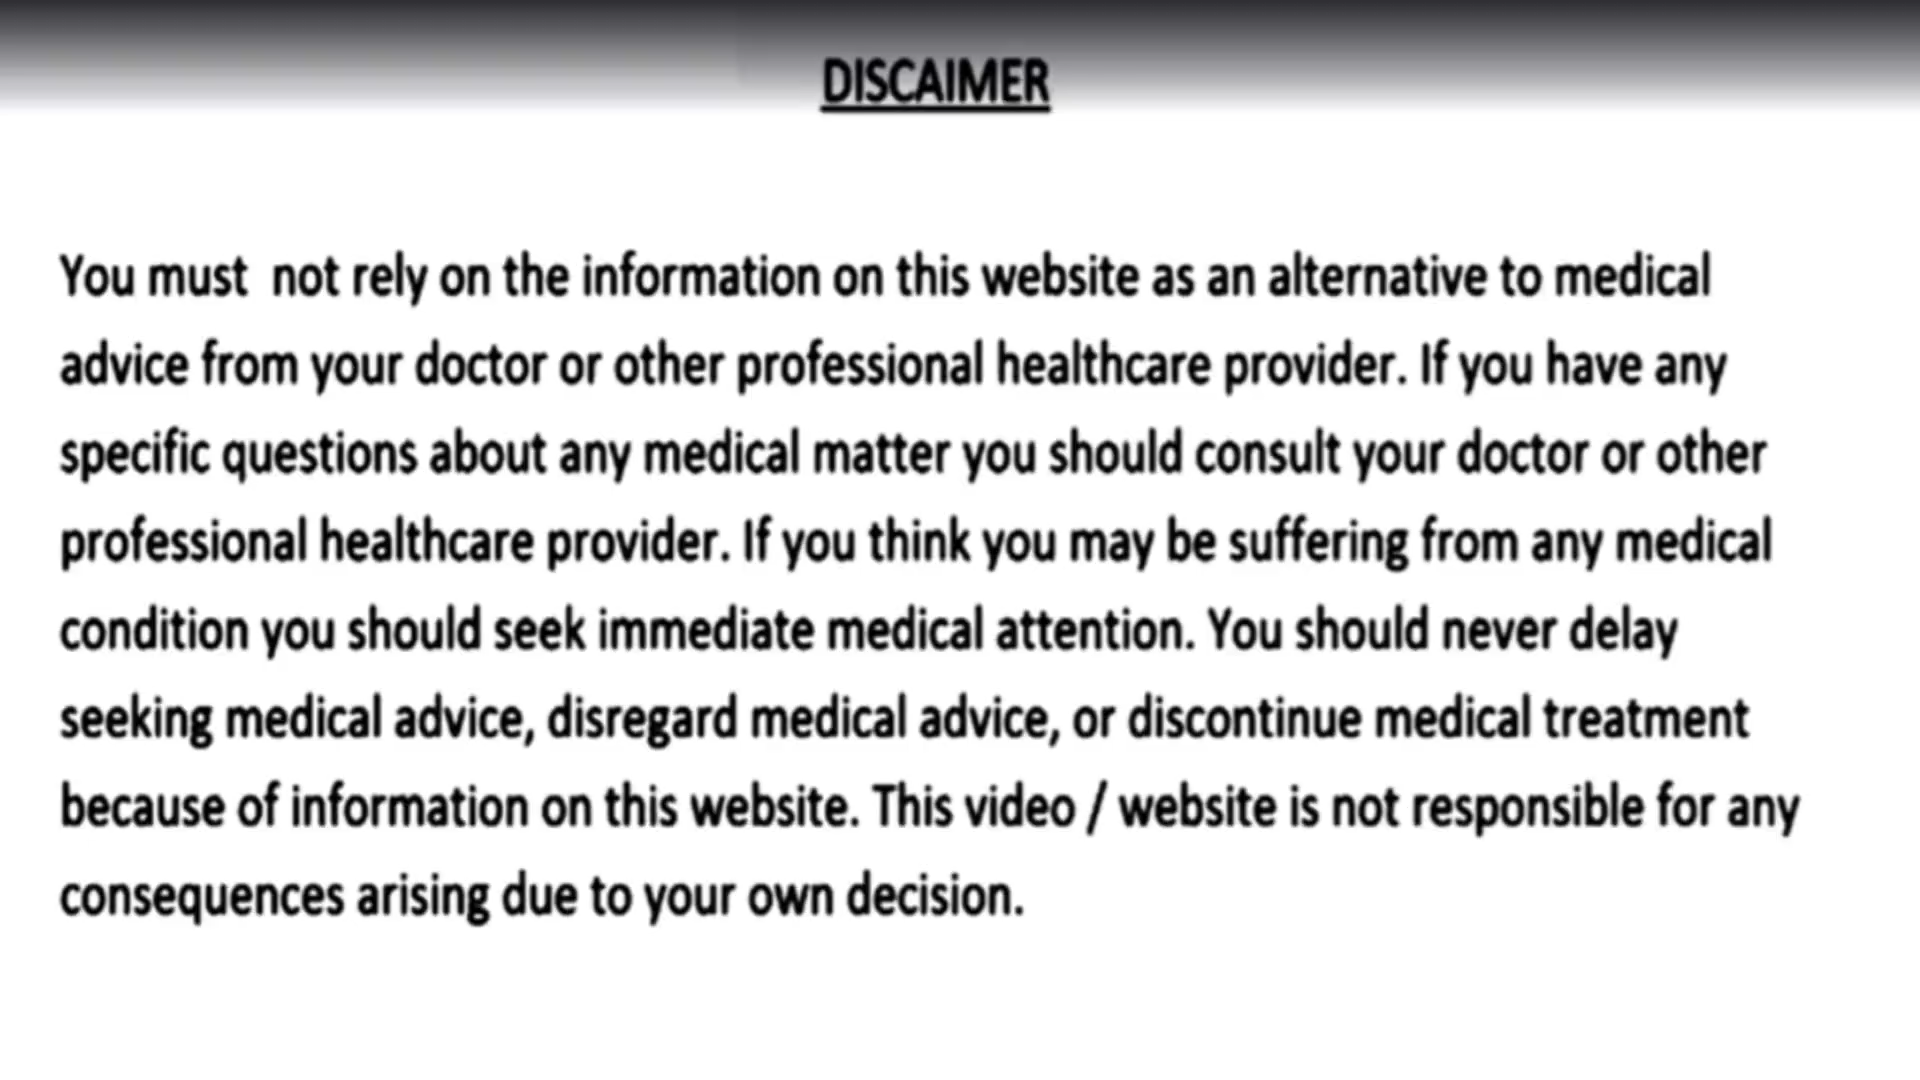 DISCAIMER
You must  not rely on the information on this website as an alternative to medical
advice from your doctor or other professional healthcare provider. If you have any
specific questions about any medical matter you should consult your doctor or other
professional healthcare provider. If you think you may be suffering from any medical
condition you should seek immediate medical attention. You should never delay
seeking medical advice, disregard medical advice, or discontinue medical treatment
because of information on this website. This video / website is not responsible for any
consequences arising due to your own decision.